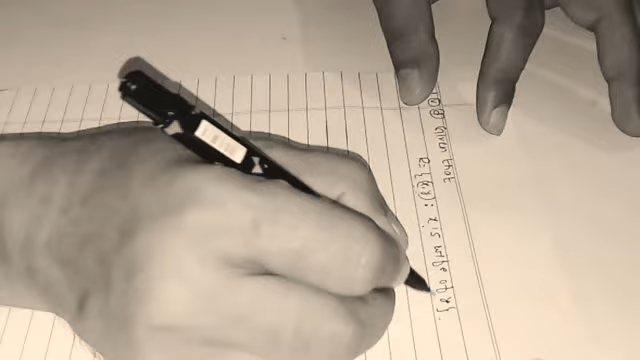 Given that
R={(x,y): x is wife of y}